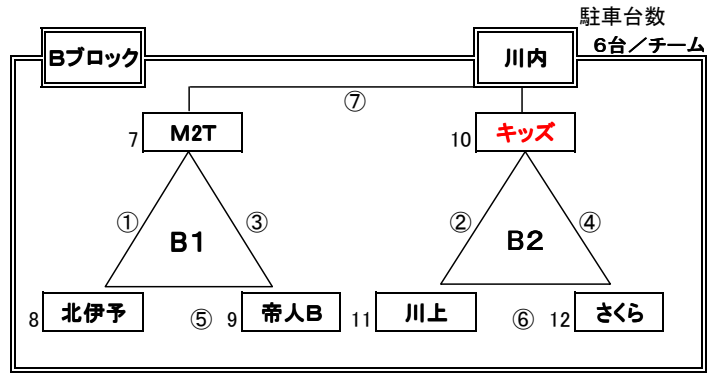 駐車台数
Bブロック
川内
6台/チーム
⑦
7
M2T
10
キッズ
①
③
②
④
B1
B2
8
北伊予
⑤
9
帝人B
11
川上
⑥
12
さくら